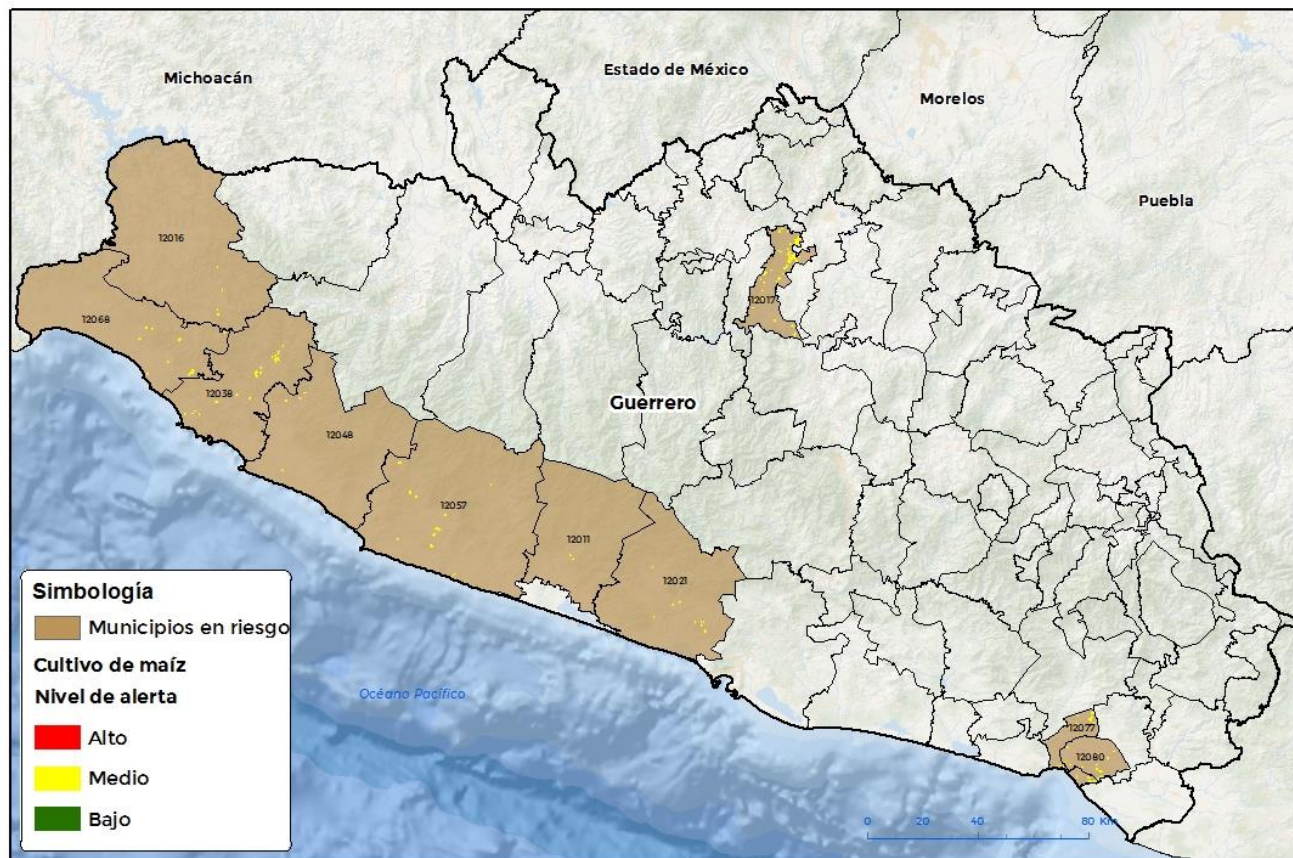 Michoacán
Estado de México
Morelos
Puebla
12016
12068
12017
12038
Guerrero
12048
12057
12011
12021
Simbología
Municipios en riesgo
Cultivo de maíz
Nivel de alerta
Alto
Medio
Bajo
Océano Pacífico
12077
12080
0 20 40 80 Km